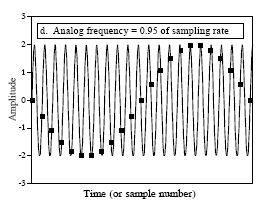 d. Analog frequency = 0.95 of sampling rate
3
2
1
0
-1
-2
-3
Amplitude
Time (or sample number)